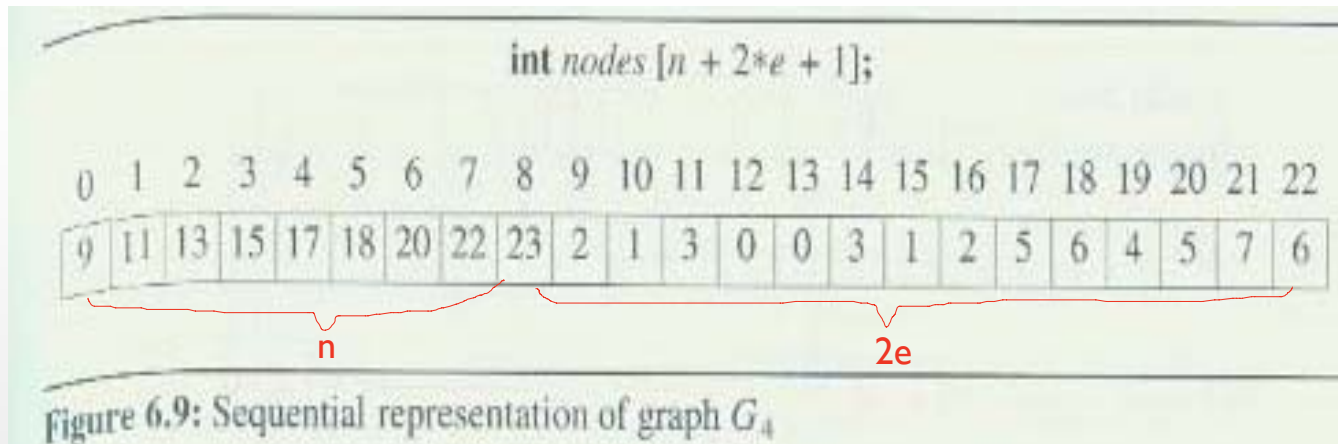 int nodes [n + 2*e + 1];
0 1 2 3 4 5 6 7 8 9 10 11 12 13 14 15 16 17 18 19 20 21 22
9 11 13 15 17 18 20 22 23 2 1 3 0 0 3 1 2 5 6 4 5 7 6
n 2e
Figure 6.9: Sequential representation of graph G4